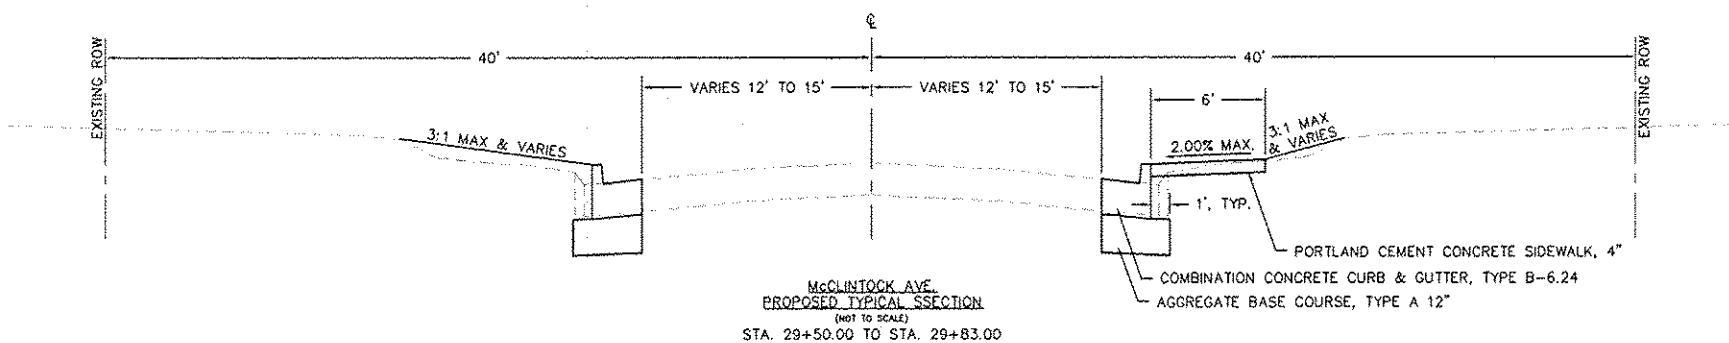 ℄
EXISTING ROW
40'
40'
EXISTING ROW
VARIES 12' TO 15'
VARIES 12' TO 15'
6'
3:1 MAX & VARIES
2.00% MAX.
3:1 MAX
& VARIES
1', TYP.
PORTLAND CEMENT CONCRETE SIDEWALK, 4"
COMBINATION CONCRETE CURB & GUTTER, TYPE B-6.24
AGGREGATE BASE COURSE, TYPE A 12"
McCLINTOCK AVE.
PROPOSED TYPICAL SSECTION
(NOT TO SCALE)
STA. 29+50.00 TO STA. 29+83.00